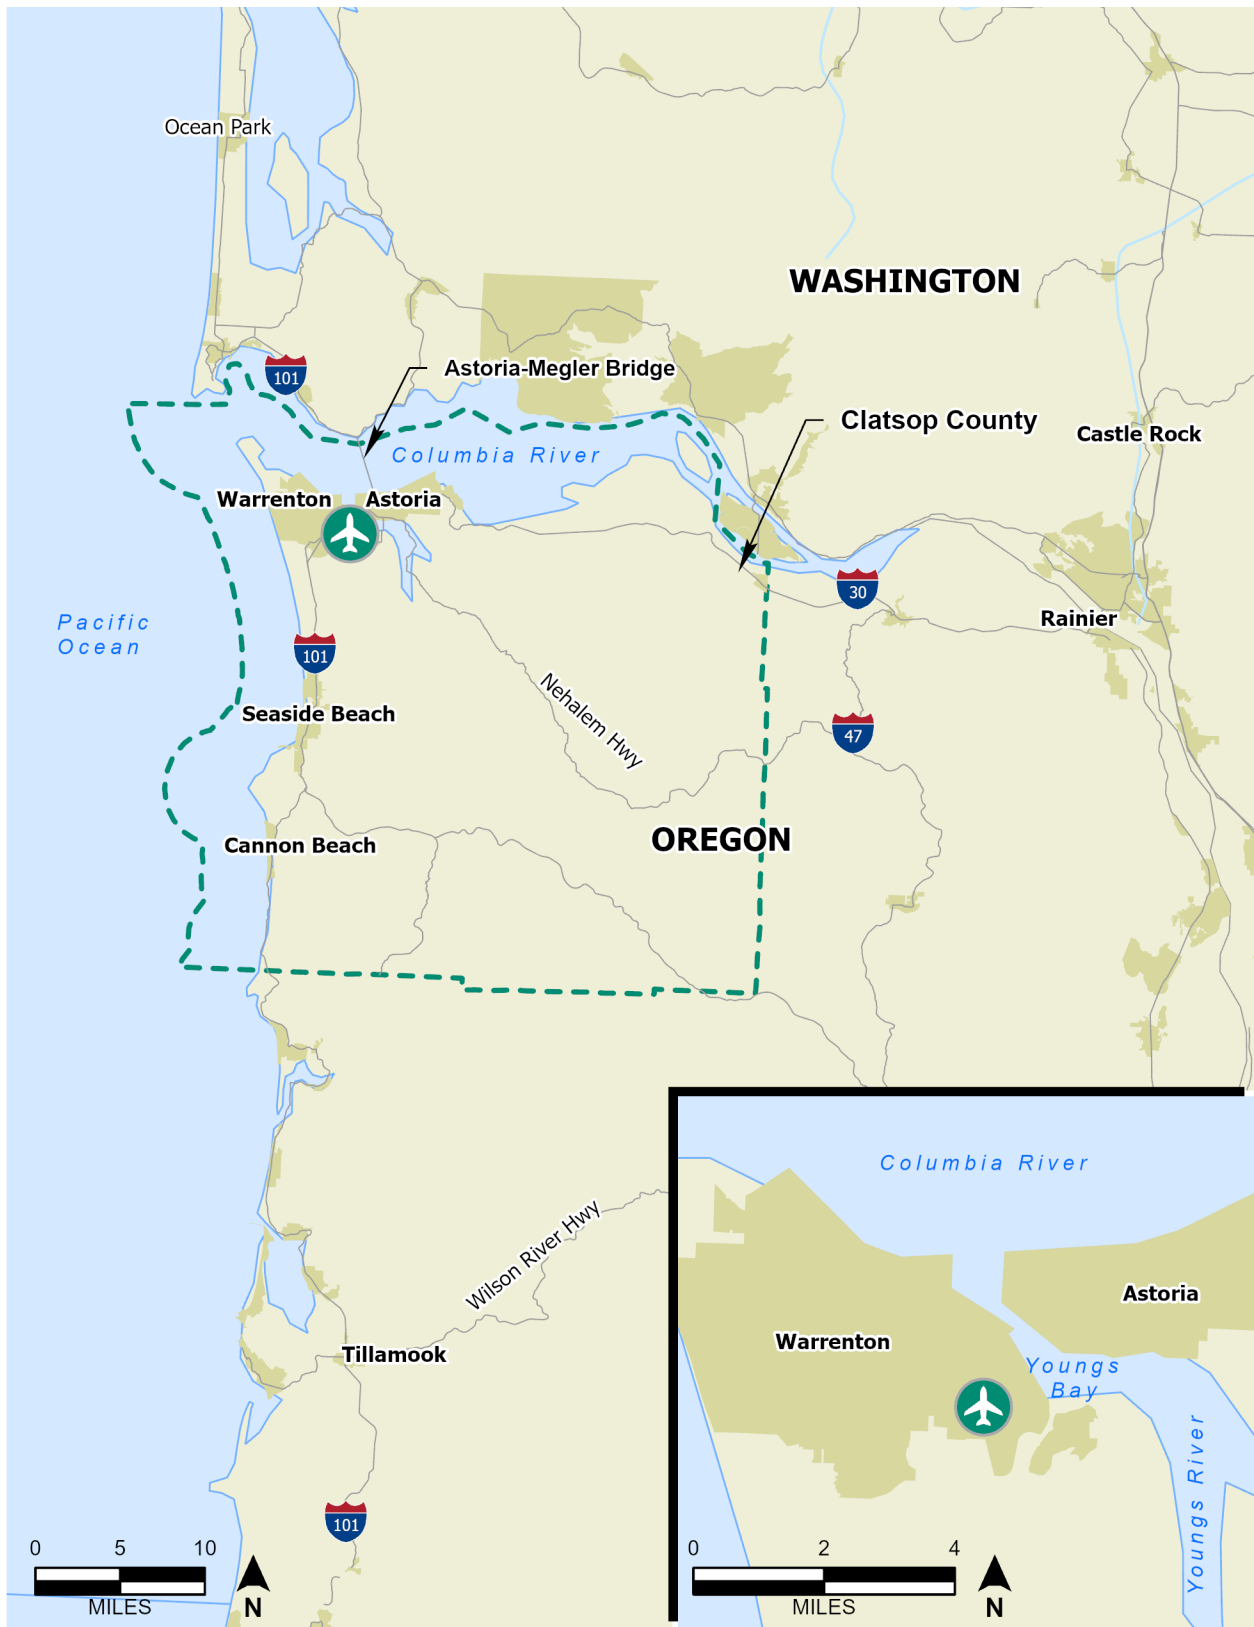 Ocean Park
WASHINGTON
101
Astoria-Megler Bridge
Clatsop County
Castle Rock
Columbia River
Warrenton
Astoria
30
Pacific
Ocean
Rainier
101
Nehalem Hwy
Seaside Beach
47
OREGON
Cannon Beach
Wilson River Hwy
Tillamook
101
0 5 10
MILES
N
Columbia River
Astoria
Warrenton
Youngs
Bay
Youngs River
0 2 4
MILES
N